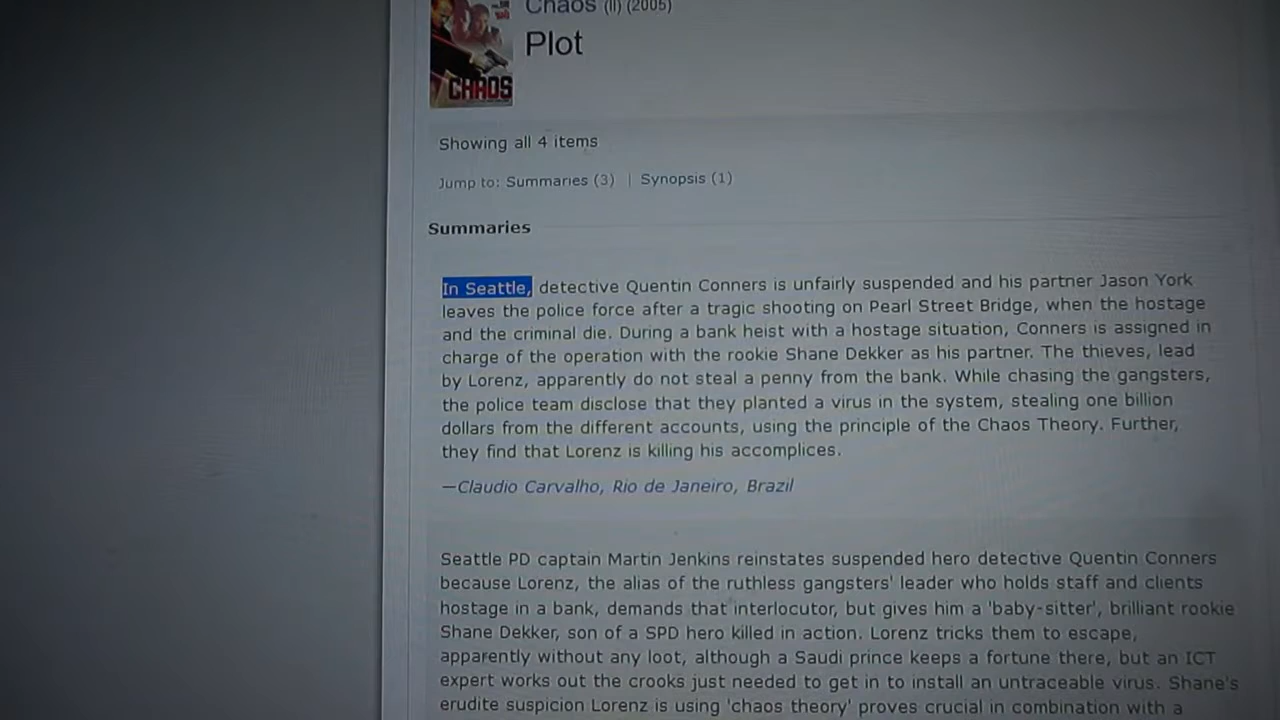 Chaos (II) (2005)
Plot
CHAOS
Showing all 4 items
Jump to: Summaries (3) | Synopsis (1)
Summaries
In Seattle, detective Quentin Conners is unfairly suspended and his partner Jason York
leaves the police force after a tragic shooting on Pearl Street Bridge, when the hostage
and the criminal die. During a bank heist with a hostage situation, Conners is assigned in
charge of the operation with the rookie Shane Dekker as his partner. The thieves, lead
by Lorenz, apparently do not steal a penny from the bank. While chasing the gangsters,
the police team disclose that they planted a virus in the system, stealing one billion
dollars from the different accounts, using the principle of the Chaos Theory. Further,
they find that Lorenz is killing his accomplices.
—Claudio Carvalho, Rio de Janeiro, Brazil
Seattle PD captain Martin Jenkins reinstates suspended hero detective Quentin Conners
because Lorenz, the alias of the ruthless gangsters' leader who holds staff and clients
hostage in a bank, demands that interlocutor, but gives him a 'baby-sitter', brilliant rookie
Shane Dekker, son of a SPD hero killed in action. Lorenz tricks them to escape,
apparently without any loot, although a Saudi prince keeps a fortune there, but an ICT
expert works out the crooks just needed to get in to install an untraceable virus. Shane's
erudite suspicion Lorenz is using 'chaos theory' proves crucial in combination with a